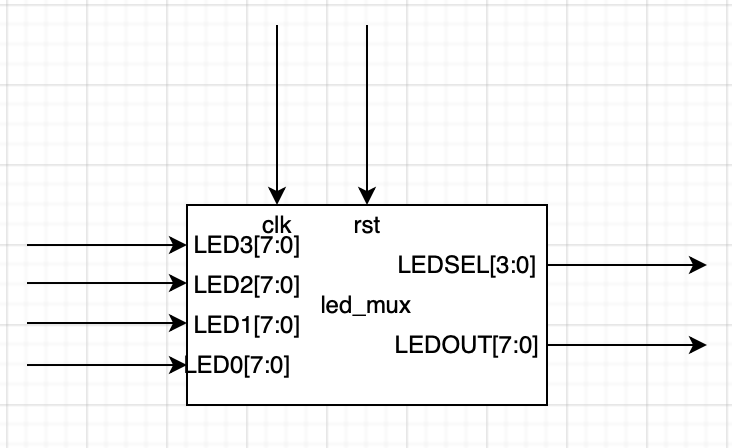 clk
rst
LED3[7:0]
LEDSEL[3:0]
LED2[7:0]
led_mux
LED1[7:0]
LEDOUT[7:0]
LED0[7:0]